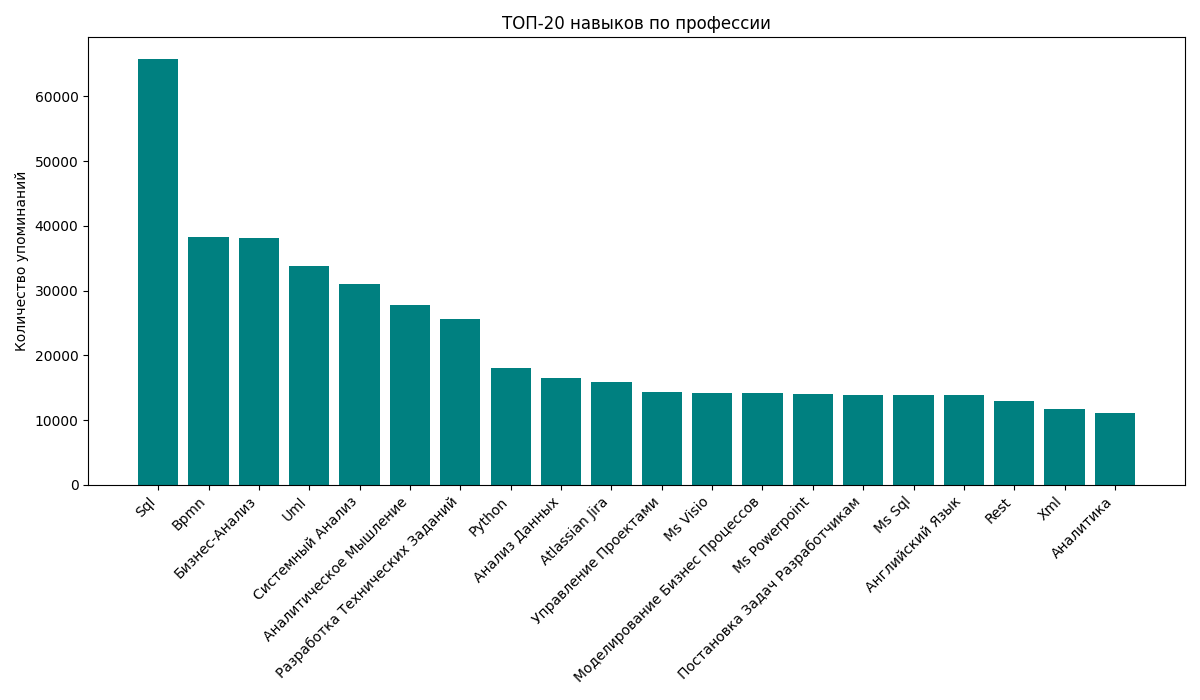 ТОП-20 навыков по профессии
Количество упоминаний
60000
50000
40000
30000
20000
10000
0
Sql
Bpmn
Бизнес-Анализ
Uml
Системный Анализ
Аналитическое Мышление
Разработка Технических Заданий
Python
Анализ Данных
Atlassian Jira
Управление Проектами
Ms Visio
Моделирование Бизнес Процессов
Ms Powerpoint
Постановка Задач Разработчикам
Ms Sql
Английский Язык
Rest
Xml
Аналитика